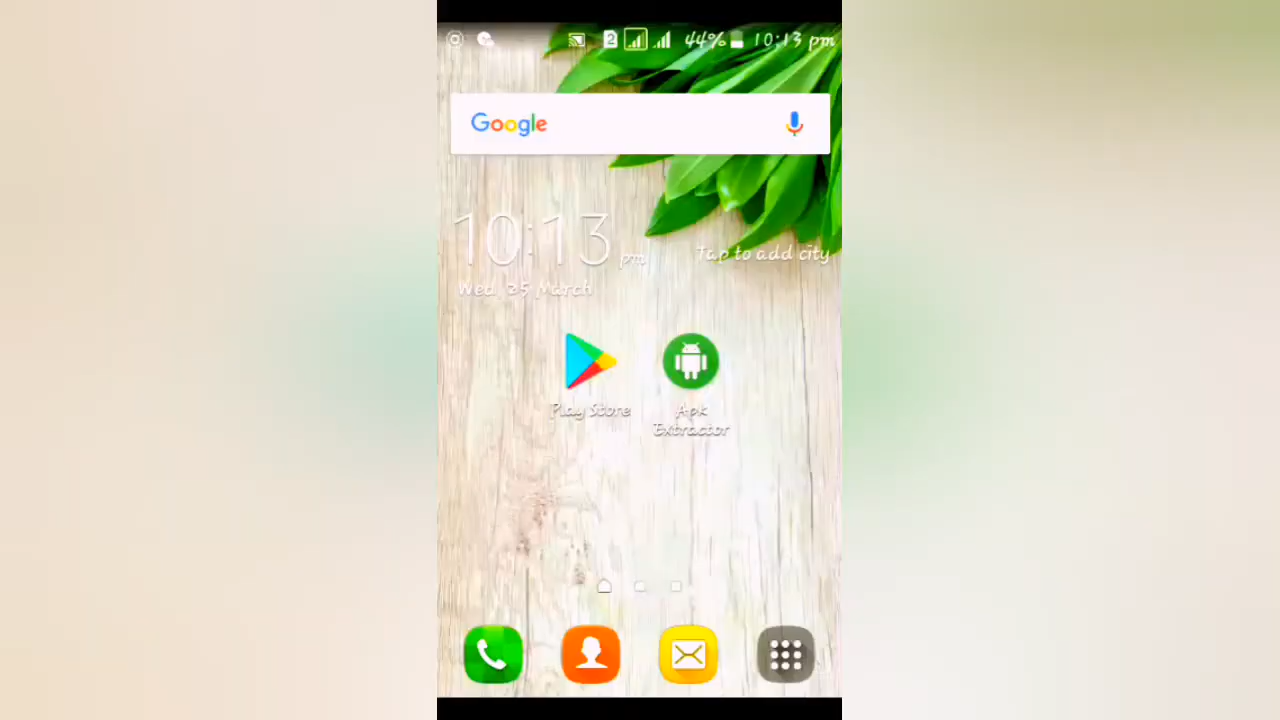 2 44% 10:13 pm
Google
10:13 pm
Tap to add city
Wed, 25 March
Play Store
Apk
Extractor